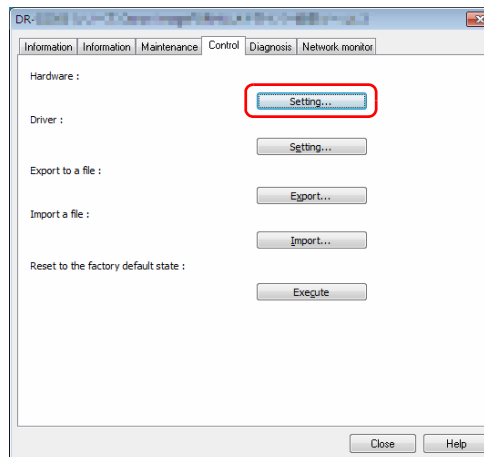 DR-
Information Information Maintenance Control Diagnosis Network monitor
Hardware :
Setting...
Driver :
Setting...
Export to a file :
Export...
Import a file :
Import...
Reset to the factory default state :
Execute
Close Help